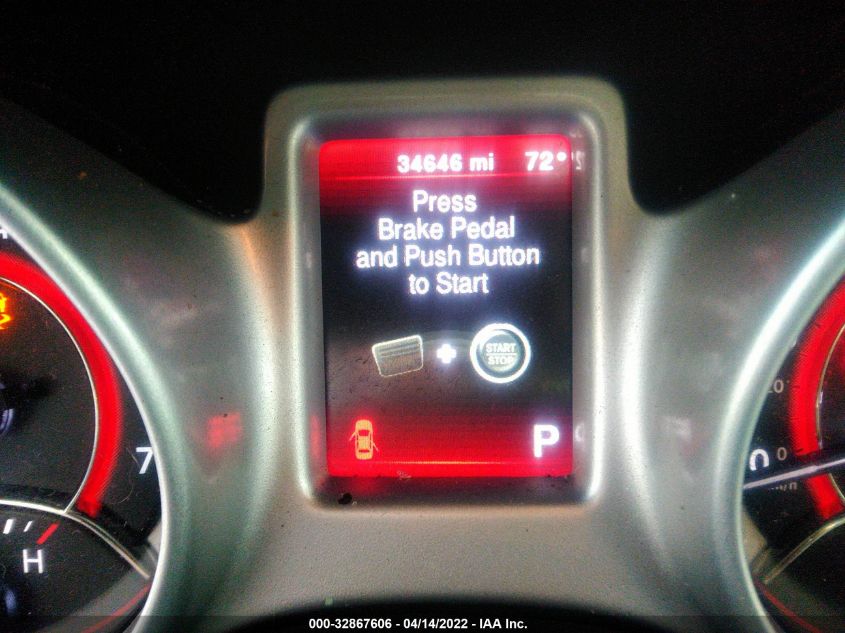 34646 mi 72°
Press
Brake Pedal
and Push Button
to Start
START
STOP
P
7
H
0
000-32867606 - 04/14/2022 - IAA Inc.